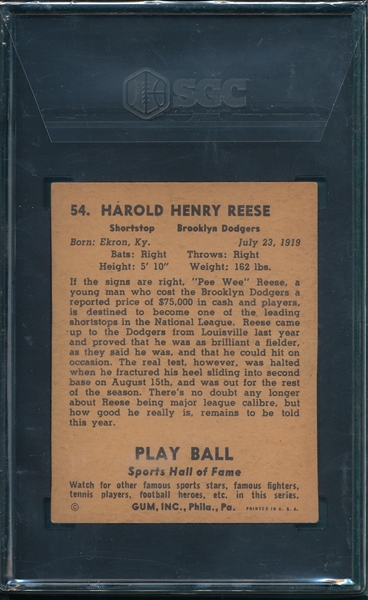 SGC
54. HAROLD HENRY REESE
Shortstop Brooklyn Dodgers
Born: Ekron, Ky. July 23, 1919
Bats: Right Throws: Right
Height: 5' 10" Weight: 162 lbs.
If the signs are right, "Pee Wee" Reese, a
young man who cost the Brooklyn Dodgers a
reported price of $75,000 in cash and players,
is destined to become one of the leading
shortstops in the National League. Reese came
up to the Dodgers from Louisville last year
and proved that he was as brilliant a fielder,
as they said he was, and that he could hit on
occasion. The real test, however, was halted
when he fractured his heel sliding into second
base on August 15th, and was out for the rest
of the season. There's no doubt any longer
about Reese being major league calibre, but
how good he really is, remains to be told
this year.
PLAY BALL
Sports Hall of Fame
Watch for other famous sports stars, famous fighters,
tennis players, football heroes, etc. in this series.
© GUM, INC., Phila., Pa. PRINTED IN U. S. A.